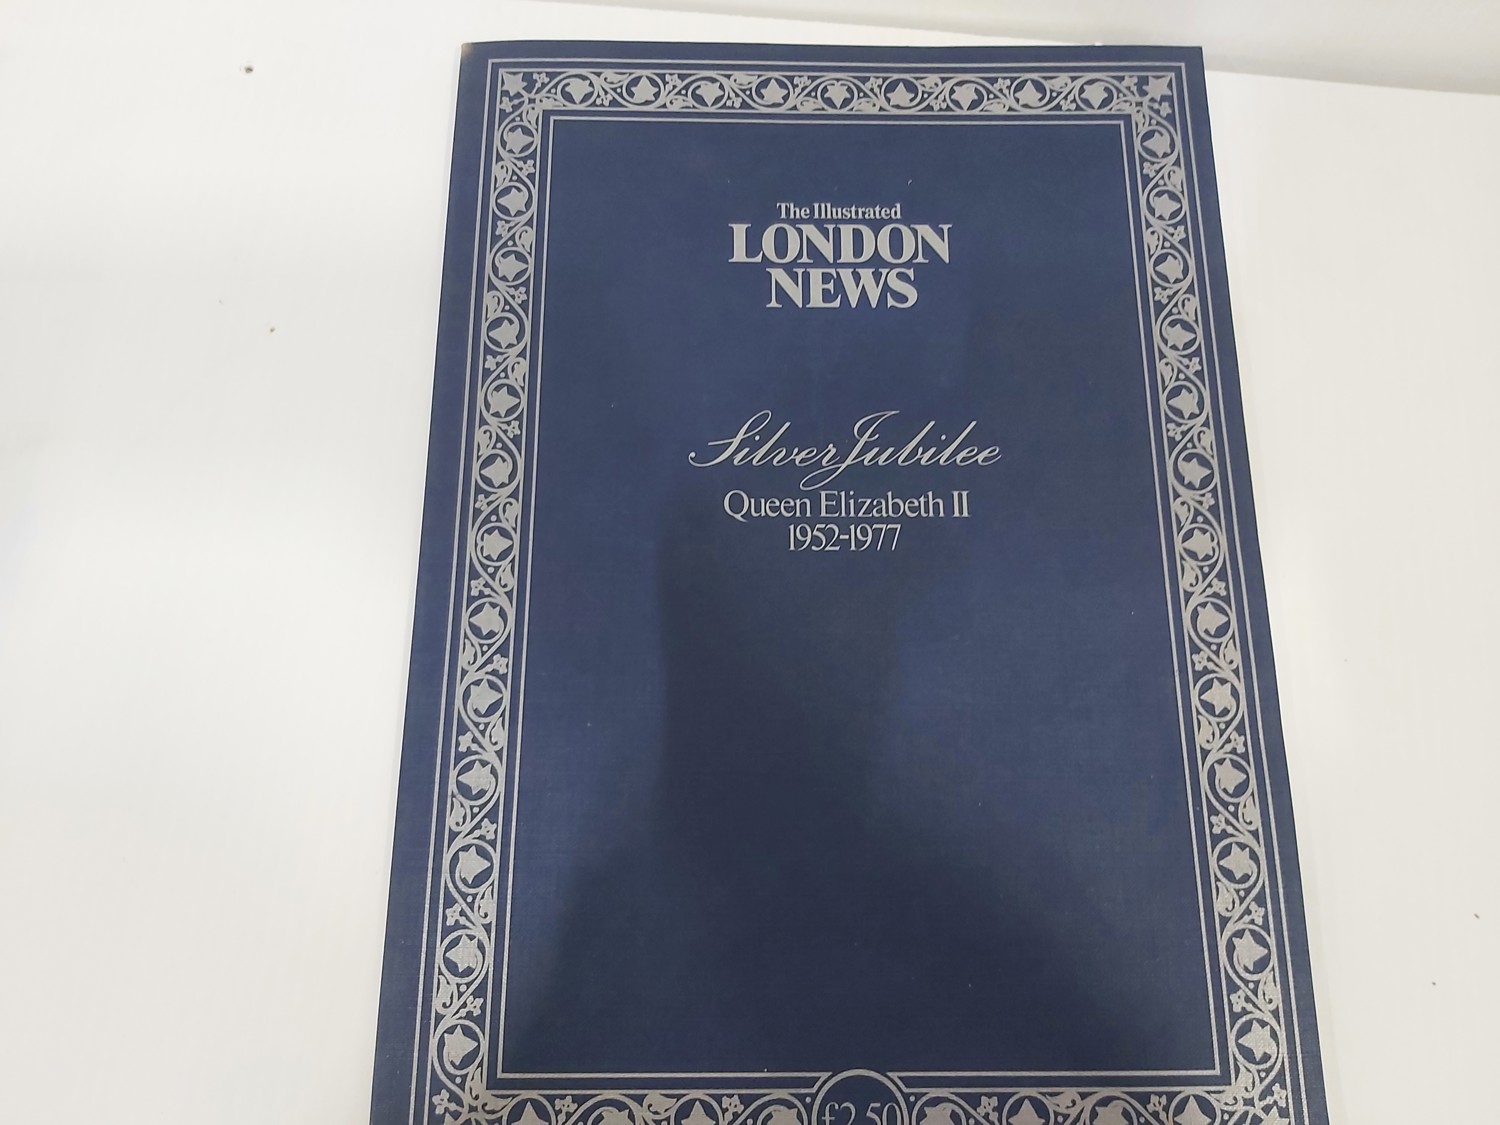 The Illustrated
LONDON
NEWS
Silver Jubilee
Queen Elizabeth II
1952-1977
£2.50